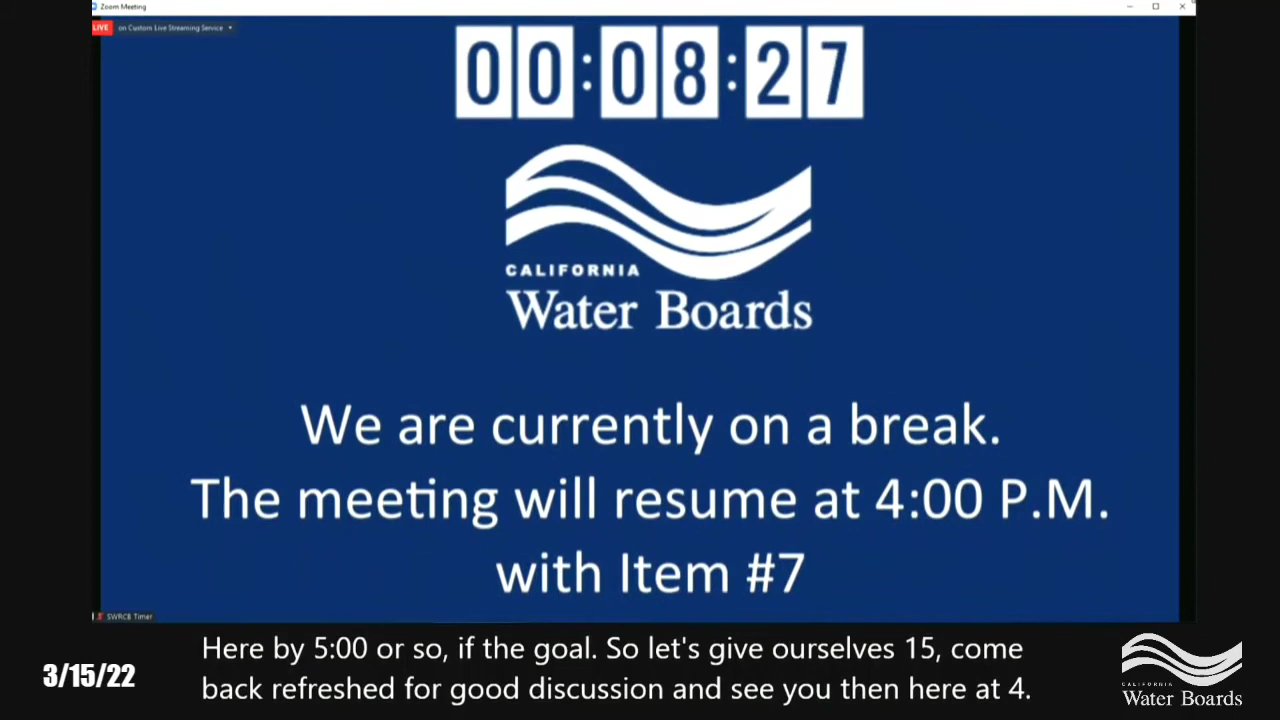 Zoom Meeting
LIVE on Custom Live Streaming Service
00:08:27
CALIFORNIA
Water Boards
We are currently on a break.
The meeting will resume at 4:00 P.M.
with Item #7
SWRCB Timer
Here by 5:00 or so, if the goal. So let's give ourselves 15, come
back refreshed for good discussion and see you then here at 4.
3/15/22
CALIFORNIA
Water Boards